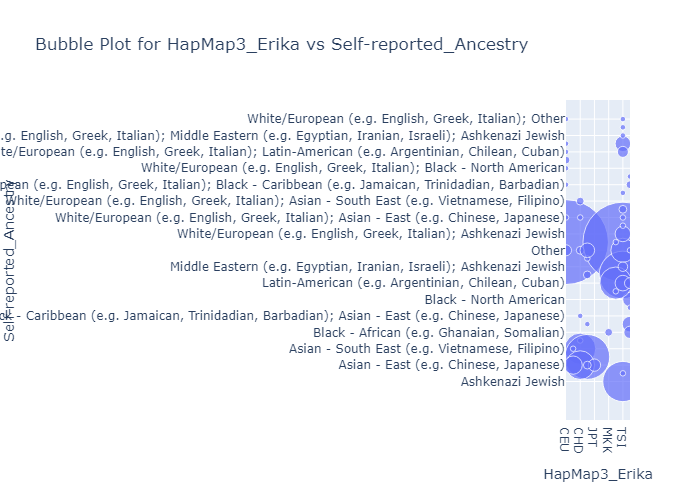 Bubble Plot for HapMap3_Erika vs Self-reported_Ancestry
White/European (e.g. English, Greek, Italian); Other
e.g. English, Greek, Italian); Middle Eastern (e.g. Egyptian, Iranian, Israeli); Ashkenazi Jewish
ite/European (e.g. English, Greek, Italian); Latin-American (e.g. Argentinian, Chilean, Cuban)
White/European (e.g. English, Greek, Italian); Black - North American
pean (e.g. English, Greek, Italian); Black - Caribbean (e.g. Jamaican, Trinidadian, Barbadian)
White/European (e.g. English, Greek, Italian); Asian - South East (e.g. Vietnamese, Filipino)
White/European (e.g. English, Greek, Italian); Asian - East (e.g. Chinese, Japanese)
White/European (e.g. English, Greek, Italian); Ashkenazi Jewish
Other
Middle Eastern (e.g. Egyptian, Iranian, Israeli); Ashkenazi Jewish
Latin-American (e.g. Argentinian, Chilean, Cuban)
Black - North American
- Caribbean (e.g. Jamaican, Trinidadian, Barbadian); Asian - East (e.g. Chinese, Japanese)
Black - African (e.g. Ghanaian, Somalian)
Asian - South East (e.g. Vietnamese, Filipino)
Asian - East (e.g. Chinese, Japanese)
Ashkenazi Jewish
Self-reported_Ancestry
CEU
CHD
JPT
MKK
TSI
HapMap3_Erika